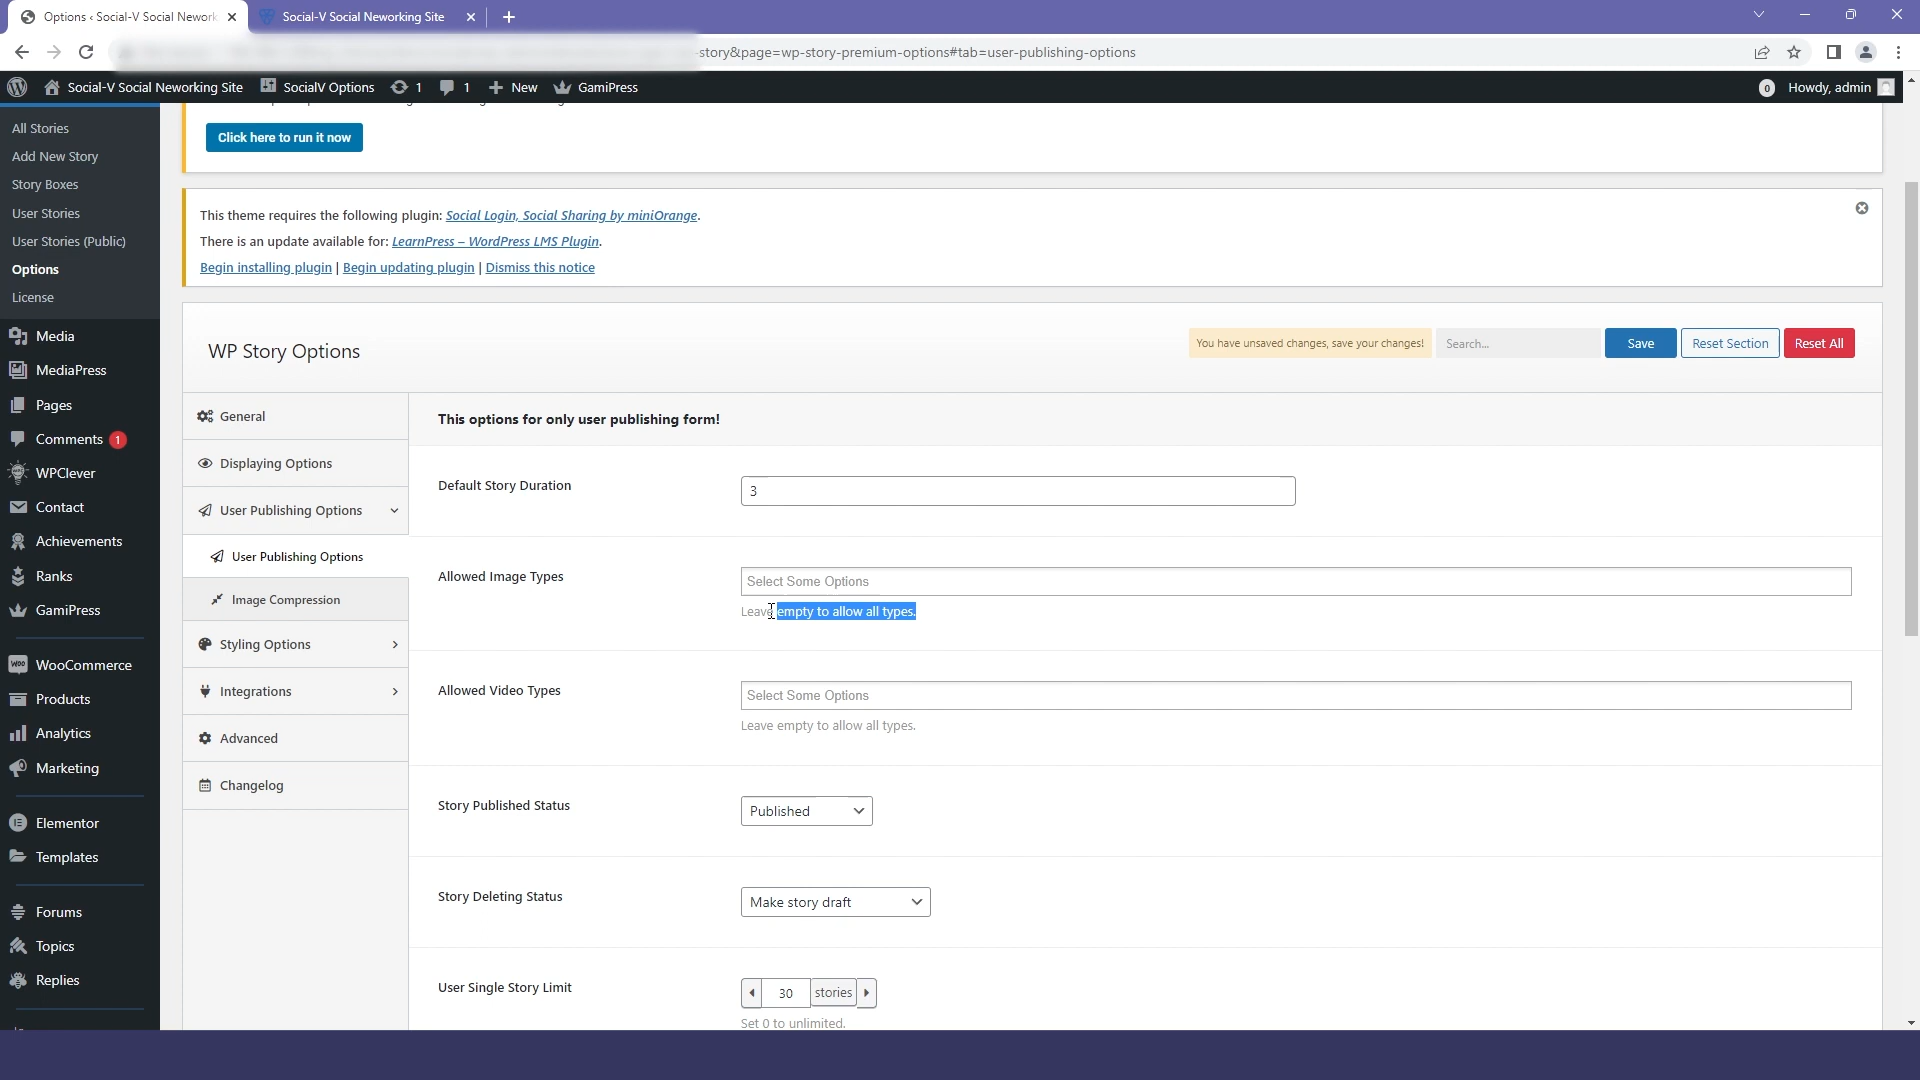 Options ‹ Social-V Social Network
Social-V Social Neworking Site
-story&page=wp-story-premium-options#tab=user-publishing-options
Social-V Social Neworking Site
SocialV Options
1
1
New
GamiPress
0
Howdy, admin
All Stories
Add New Story
Story Boxes
User Stories
User Stories (Public)
Options
License
Media
MediaPress
Pages
Comments 1
WPClever
Contact
Achievements
Ranks
GamiPress
WooCommerce
Products
Analytics
Marketing
Elementor
Templates
Forums
Topics
Replies
Click here to run it now
This theme requires the following plugin: Social Login, Social Sharing by miniOrange.
There is an update available for: LearnPress – WordPress LMS Plugin.
Begin installing plugin | Begin updating plugin | Dismiss this notice
WP Story Options
You have unsaved changes, save your changes!
Search...
Save
Reset Section
Reset All
General
Displaying Options
User Publishing Options
User Publishing Options
Image Compression
Styling Options
Integrations
Advanced
Changelog
This options for only user publishing form!
Default Story Duration
3
Allowed Image Types
Select Some Options
Leave empty to allow all types.
Allowed Video Types
Select Some Options
Leave empty to allow all types.
Story Published Status
Published
Story Deleting Status
Make story draft
User Single Story Limit
30 stories
Set 0 to unlimited.